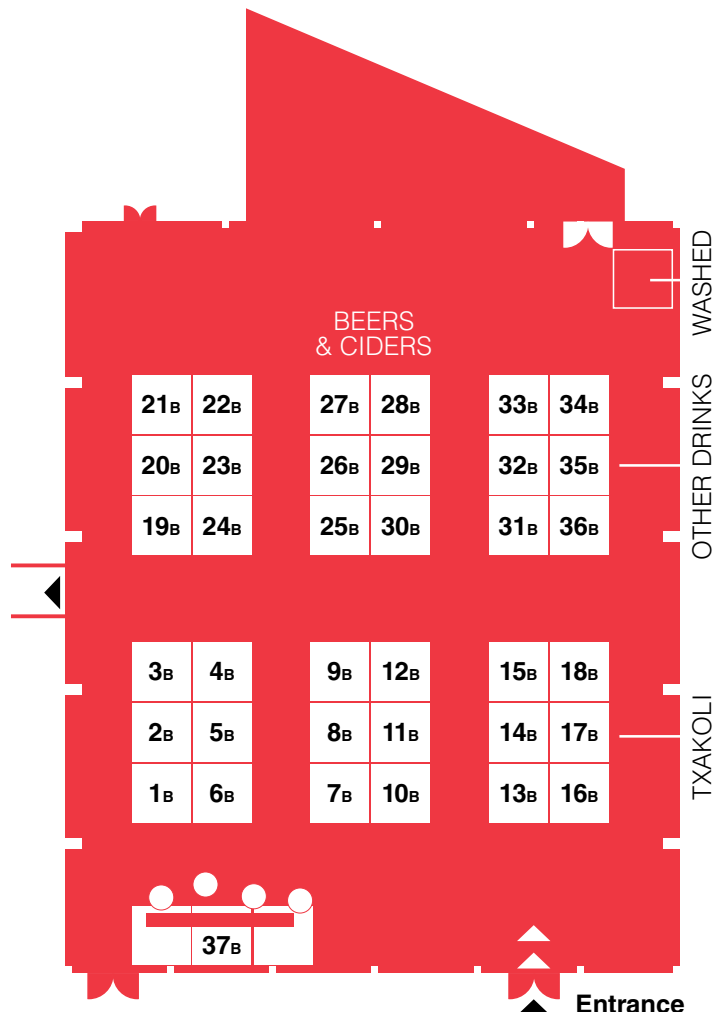 WASHED
BEERS
& CIDERS
OTHER DRINKS
21B 22B 27B 28B 33B 34B
20B 23B 26B 29B 32B 35B
19B 24B 25B 30B 31B 36B
TXAKOLI
3B 4B 9B 12B 15B 18B
2B 5B 8B 11B 14B 17B
1B 6B 7B 10B 13B 16B
37B
Entrance